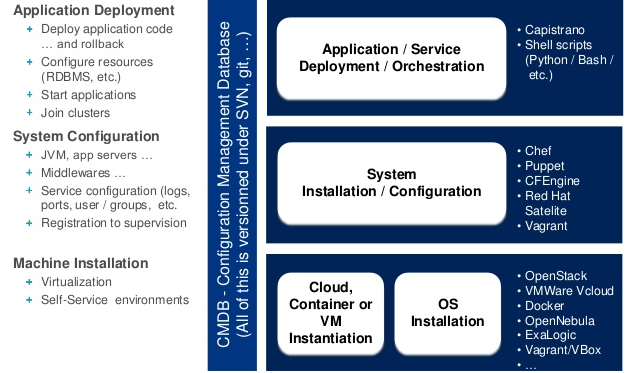 Application Deployment
+ Deploy application code
... and rollback
+ Configure resources
(RDBMS, etc.)
+ Start applications
+ Join clusters
System Configuration
+ JVM, app servers ...
+ Middlewares ...
+ Service configuration (logs,
ports, user / groups, etc.
+ Registration to supervision
Machine Installation
+ Virtualization
+ Self-Service environments
CMDB - Configuration Management Database
(All of this is versionned under SVN, git, ...)
Application / Service
Deployment / Orchestration
• Capistrano
• Shell scripts
(Python / Bash /
etc.)
System
Installation / Configuration
• Chef
• Puppet
• CFEngine
• Red Hat
Satelite
• Vagrant
Cloud,
Container or
VM
Instantiation
OS
Installation
• OpenStack
• VMWare Vcloud
• Docker
• OpenNebula
• ExaLogic
• Vagrant/VBox
• ...